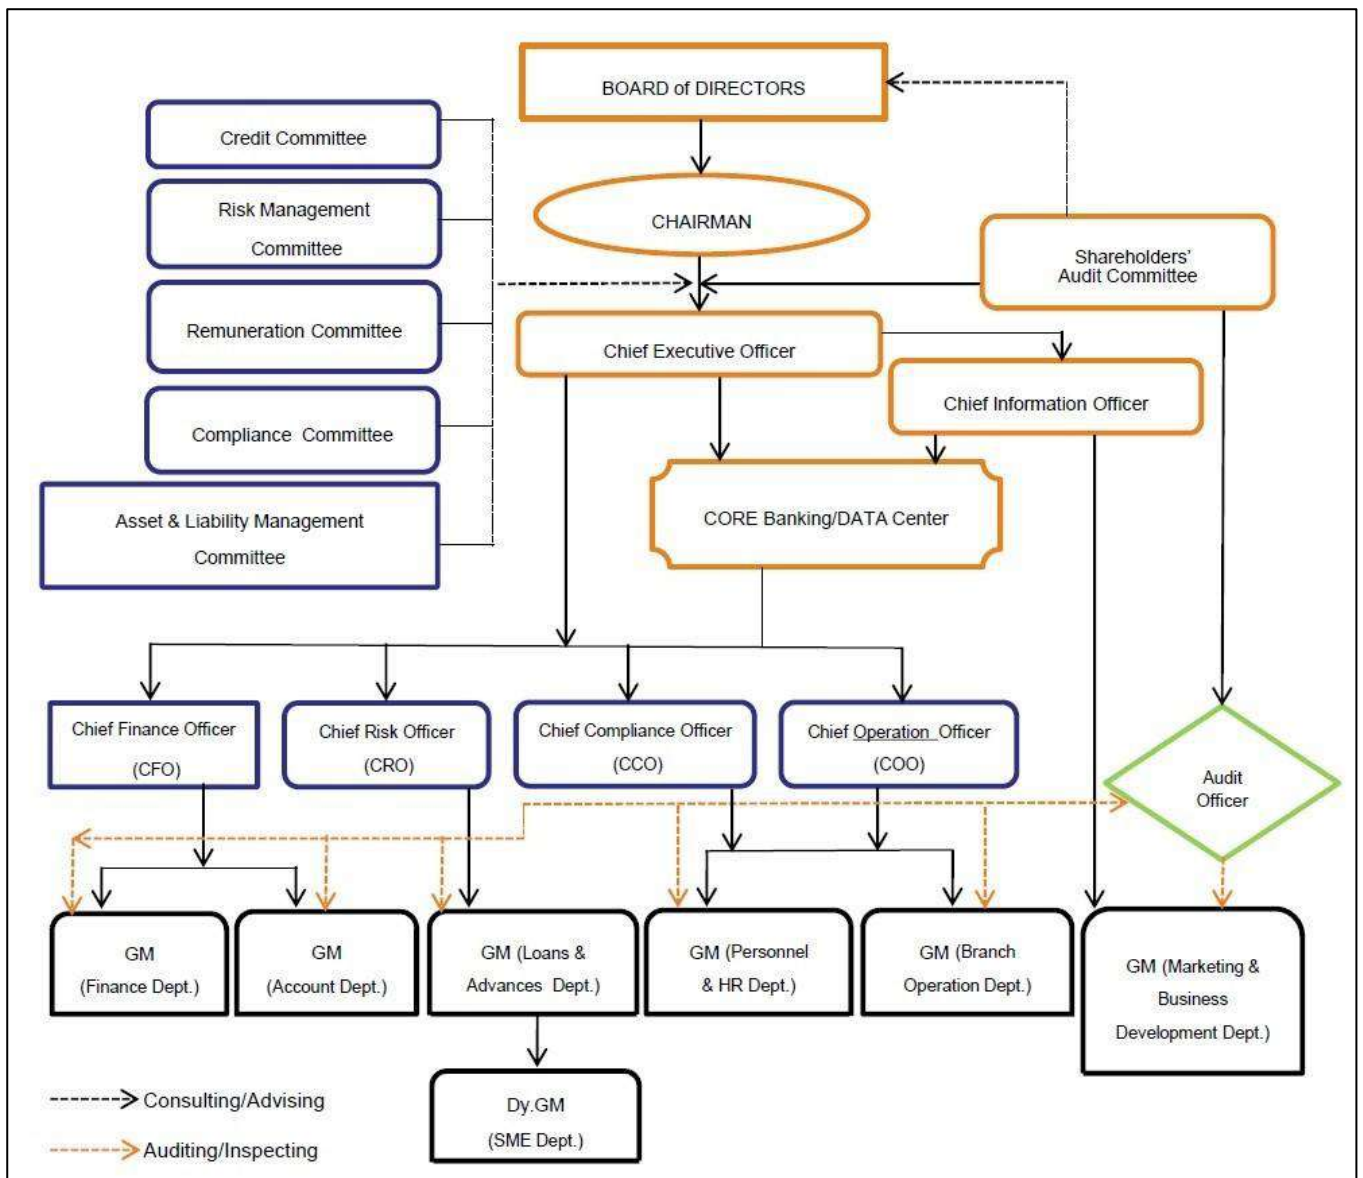 BOARD of DIRECTORS
Credit Committee
Risk Management
Committee
CHAIRMAN
Shareholders'
Audit Committee
Remuneration Committee
Chief Executive Officer
Chief Information Officer
Compliance Committee
Asset & Liability Management
Committee
CORE Banking/DATA Center
Chief Finance Officer
(CFO)
Chief Risk Officer
(CRO)
Chief Compliance Officer
(CCO)
Chief Operation Officer
(COO)
Audit
Officer
GM
(Finance Dept.)
GM
(Account Dept.)
GM (Loans &
Advances Dept.)
GM (Personnel
& HR Dept.)
GM (Branch
Operation Dept.)
GM (Marketing &
Business
Development Dept.)
Dy.GM
(SME Dept.)
Consulting/Advising
Auditing/Inspecting